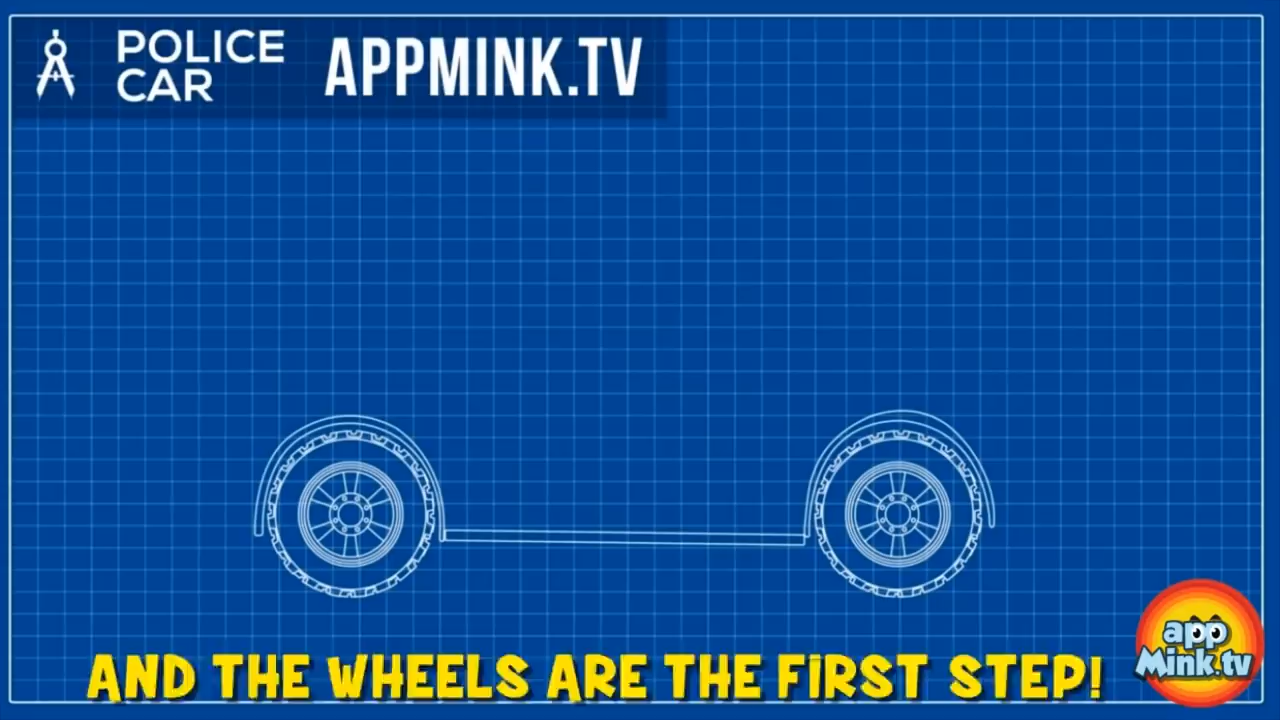 POLICE
CAR
APPMINK.TV
AND THE WHEELS ARE THE FIRST STEP!
app
Mink.tv